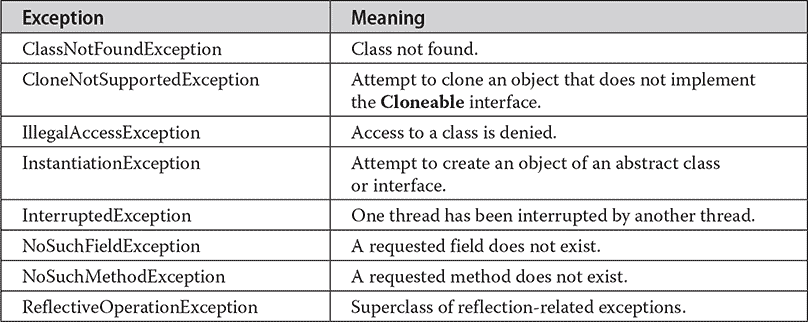 Exception Meaning
ClassNotFoundException Class not found.
CloneNotSupportedException Attempt to clone an object that does not implement
the Cloneable interface.
IllegalAccessException Access to a class is denied.
InstantiationException Attempt to create an object of an abstract class
or interface.
InterruptedException One thread has been interrupted by another thread.
NoSuchFieldException A requested field does not exist.
NoSuchMethodException A requested method does not exist.
ReflectiveOperationException Superclass of reflection-related exceptions.